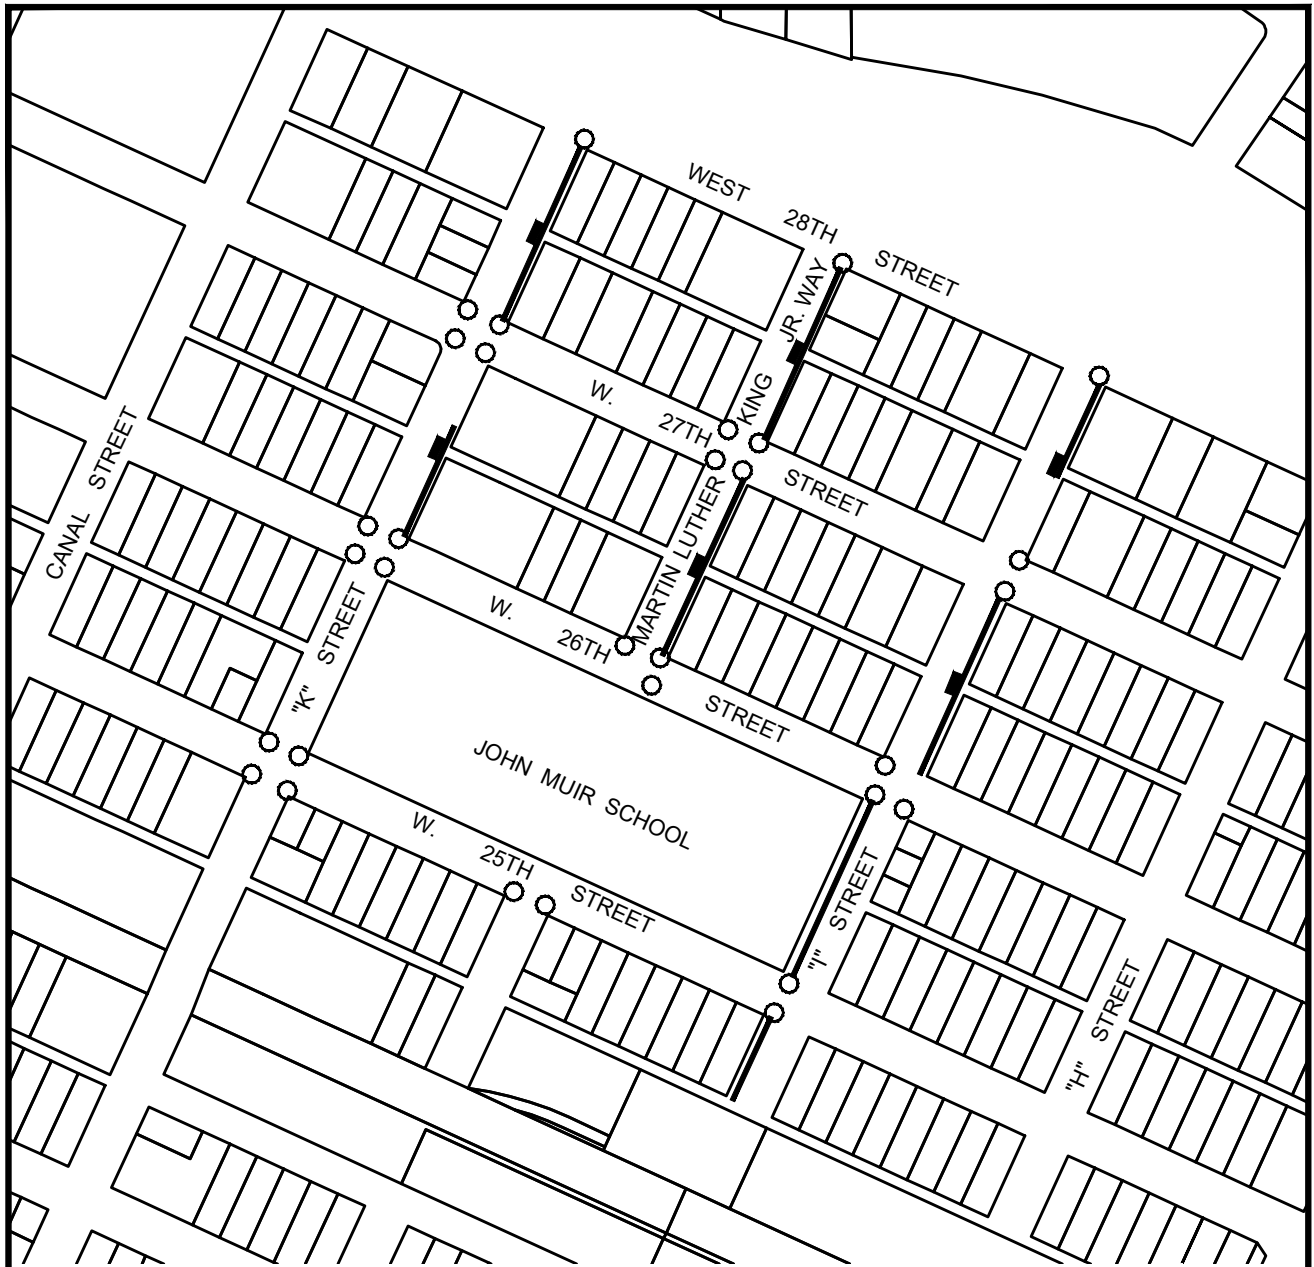 WEST 28TH STREET
MARTIN LUTHER KING JR. WAY
W. 27TH STREET
CANAL STREET
"K" STREET
W. 26TH STREET
JOHN MUIR SCHOOL
W. 25TH STREET
"I" STREET
"H" STREET